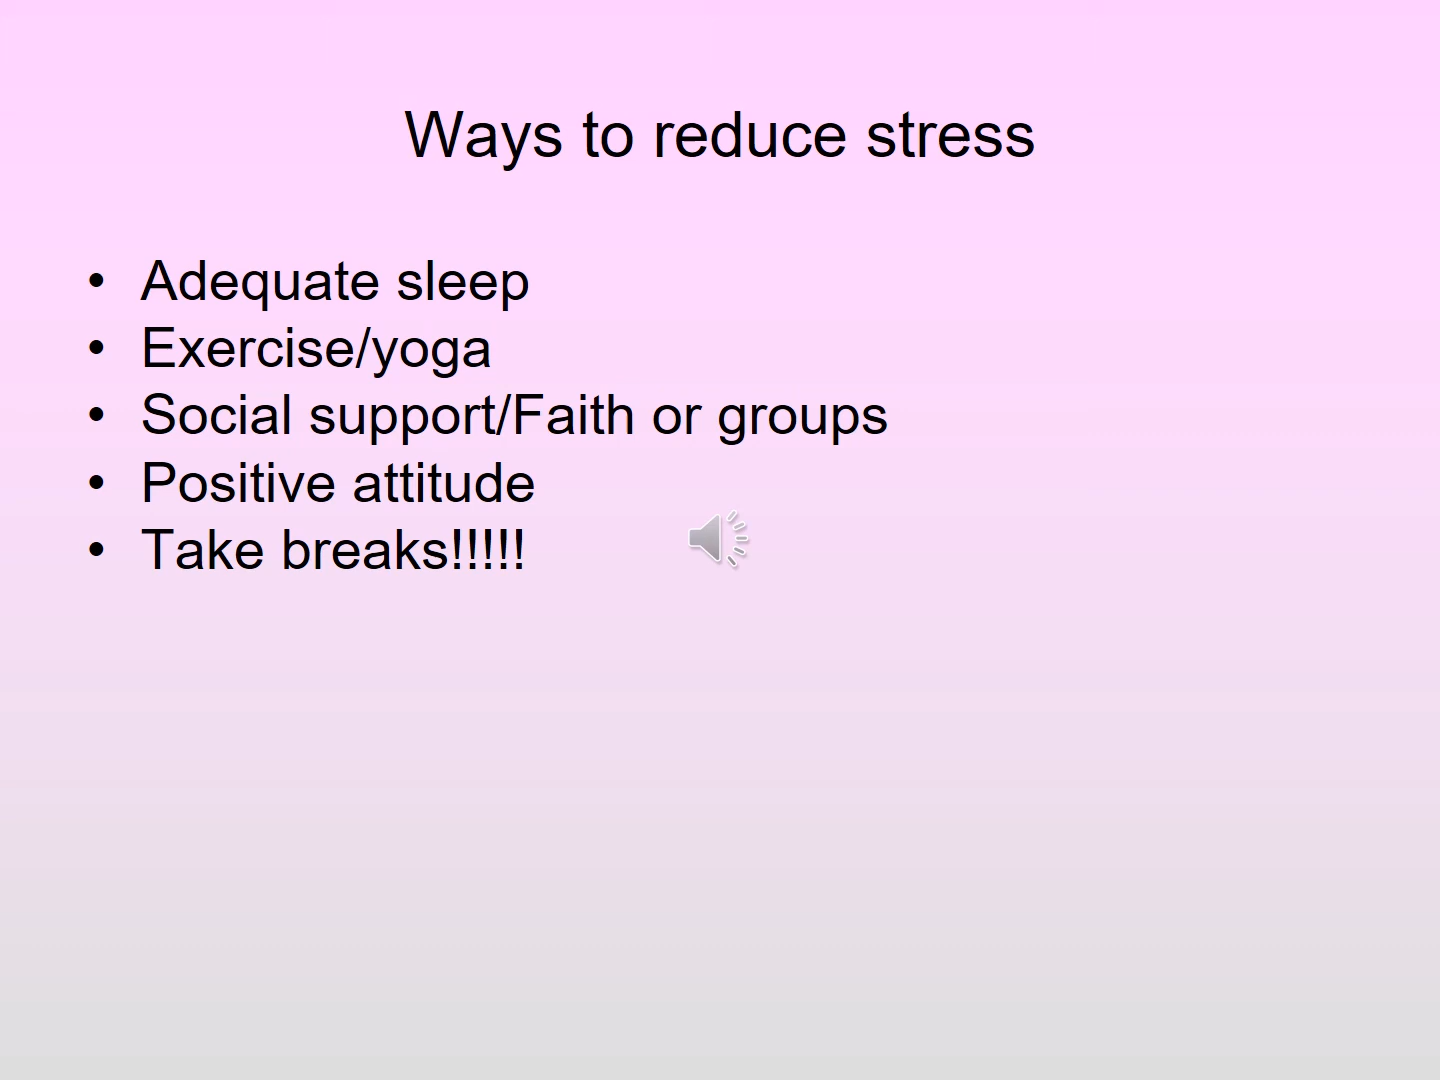 Ways to reduce stress
• Adequate sleep
• Exercise/yoga
• Social support/Faith or groups
• Positive attitude
• Take breaks!!!!!